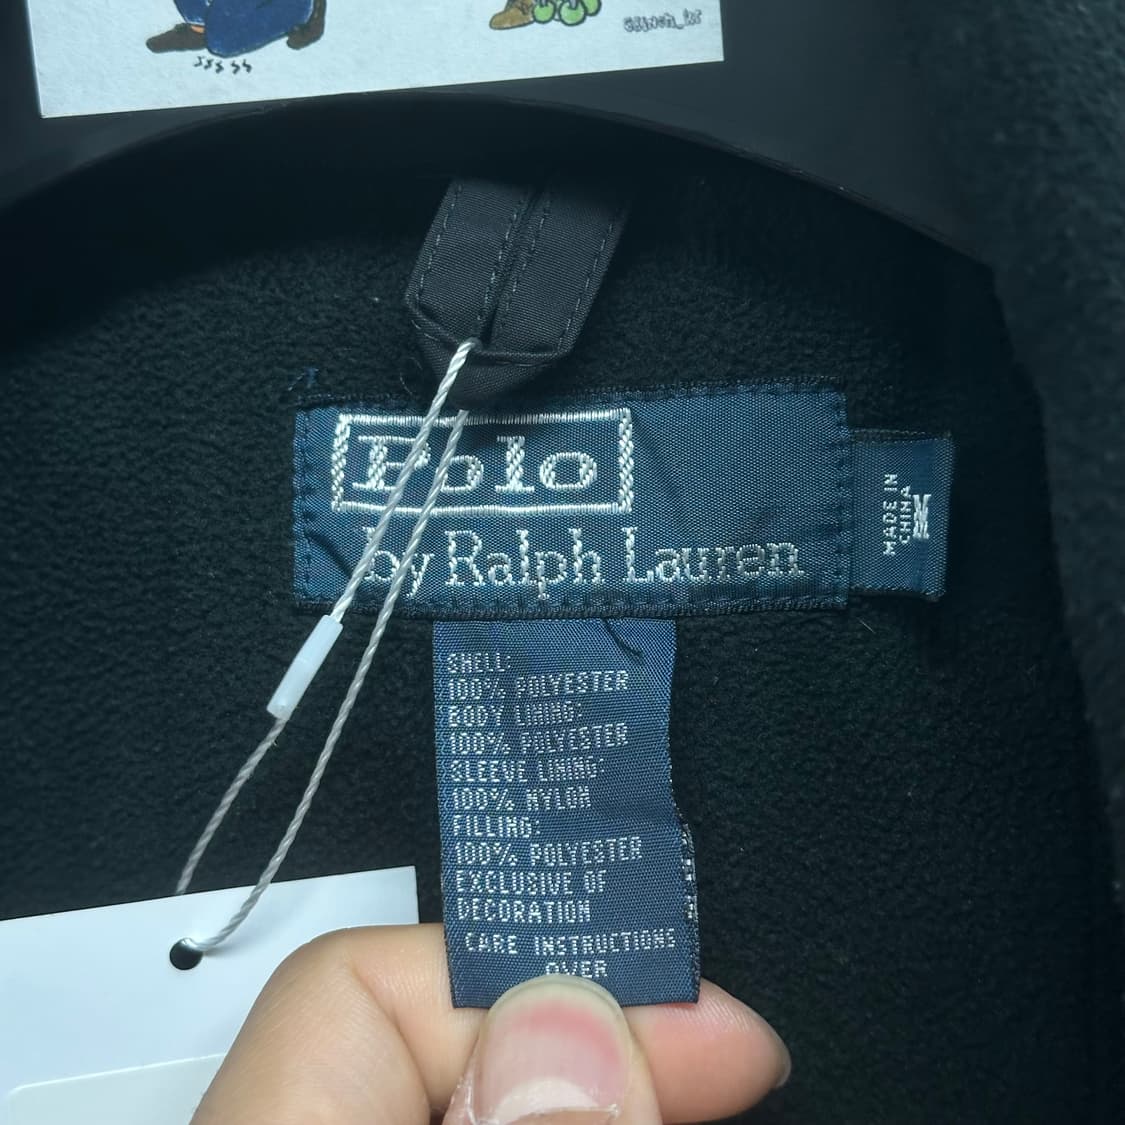 Polo
by Ralph Lauren
MADE IN
CHINA
M
SHELL:
100% POLYESTER
BODY LINING:
100% POLYESTER
SLEEVE LINING:
100% NYLON
FILLING:
100% POLYESTER
EXCLUSIVE OF
DECORATION
CARE INSTRUCTIONS
OVER